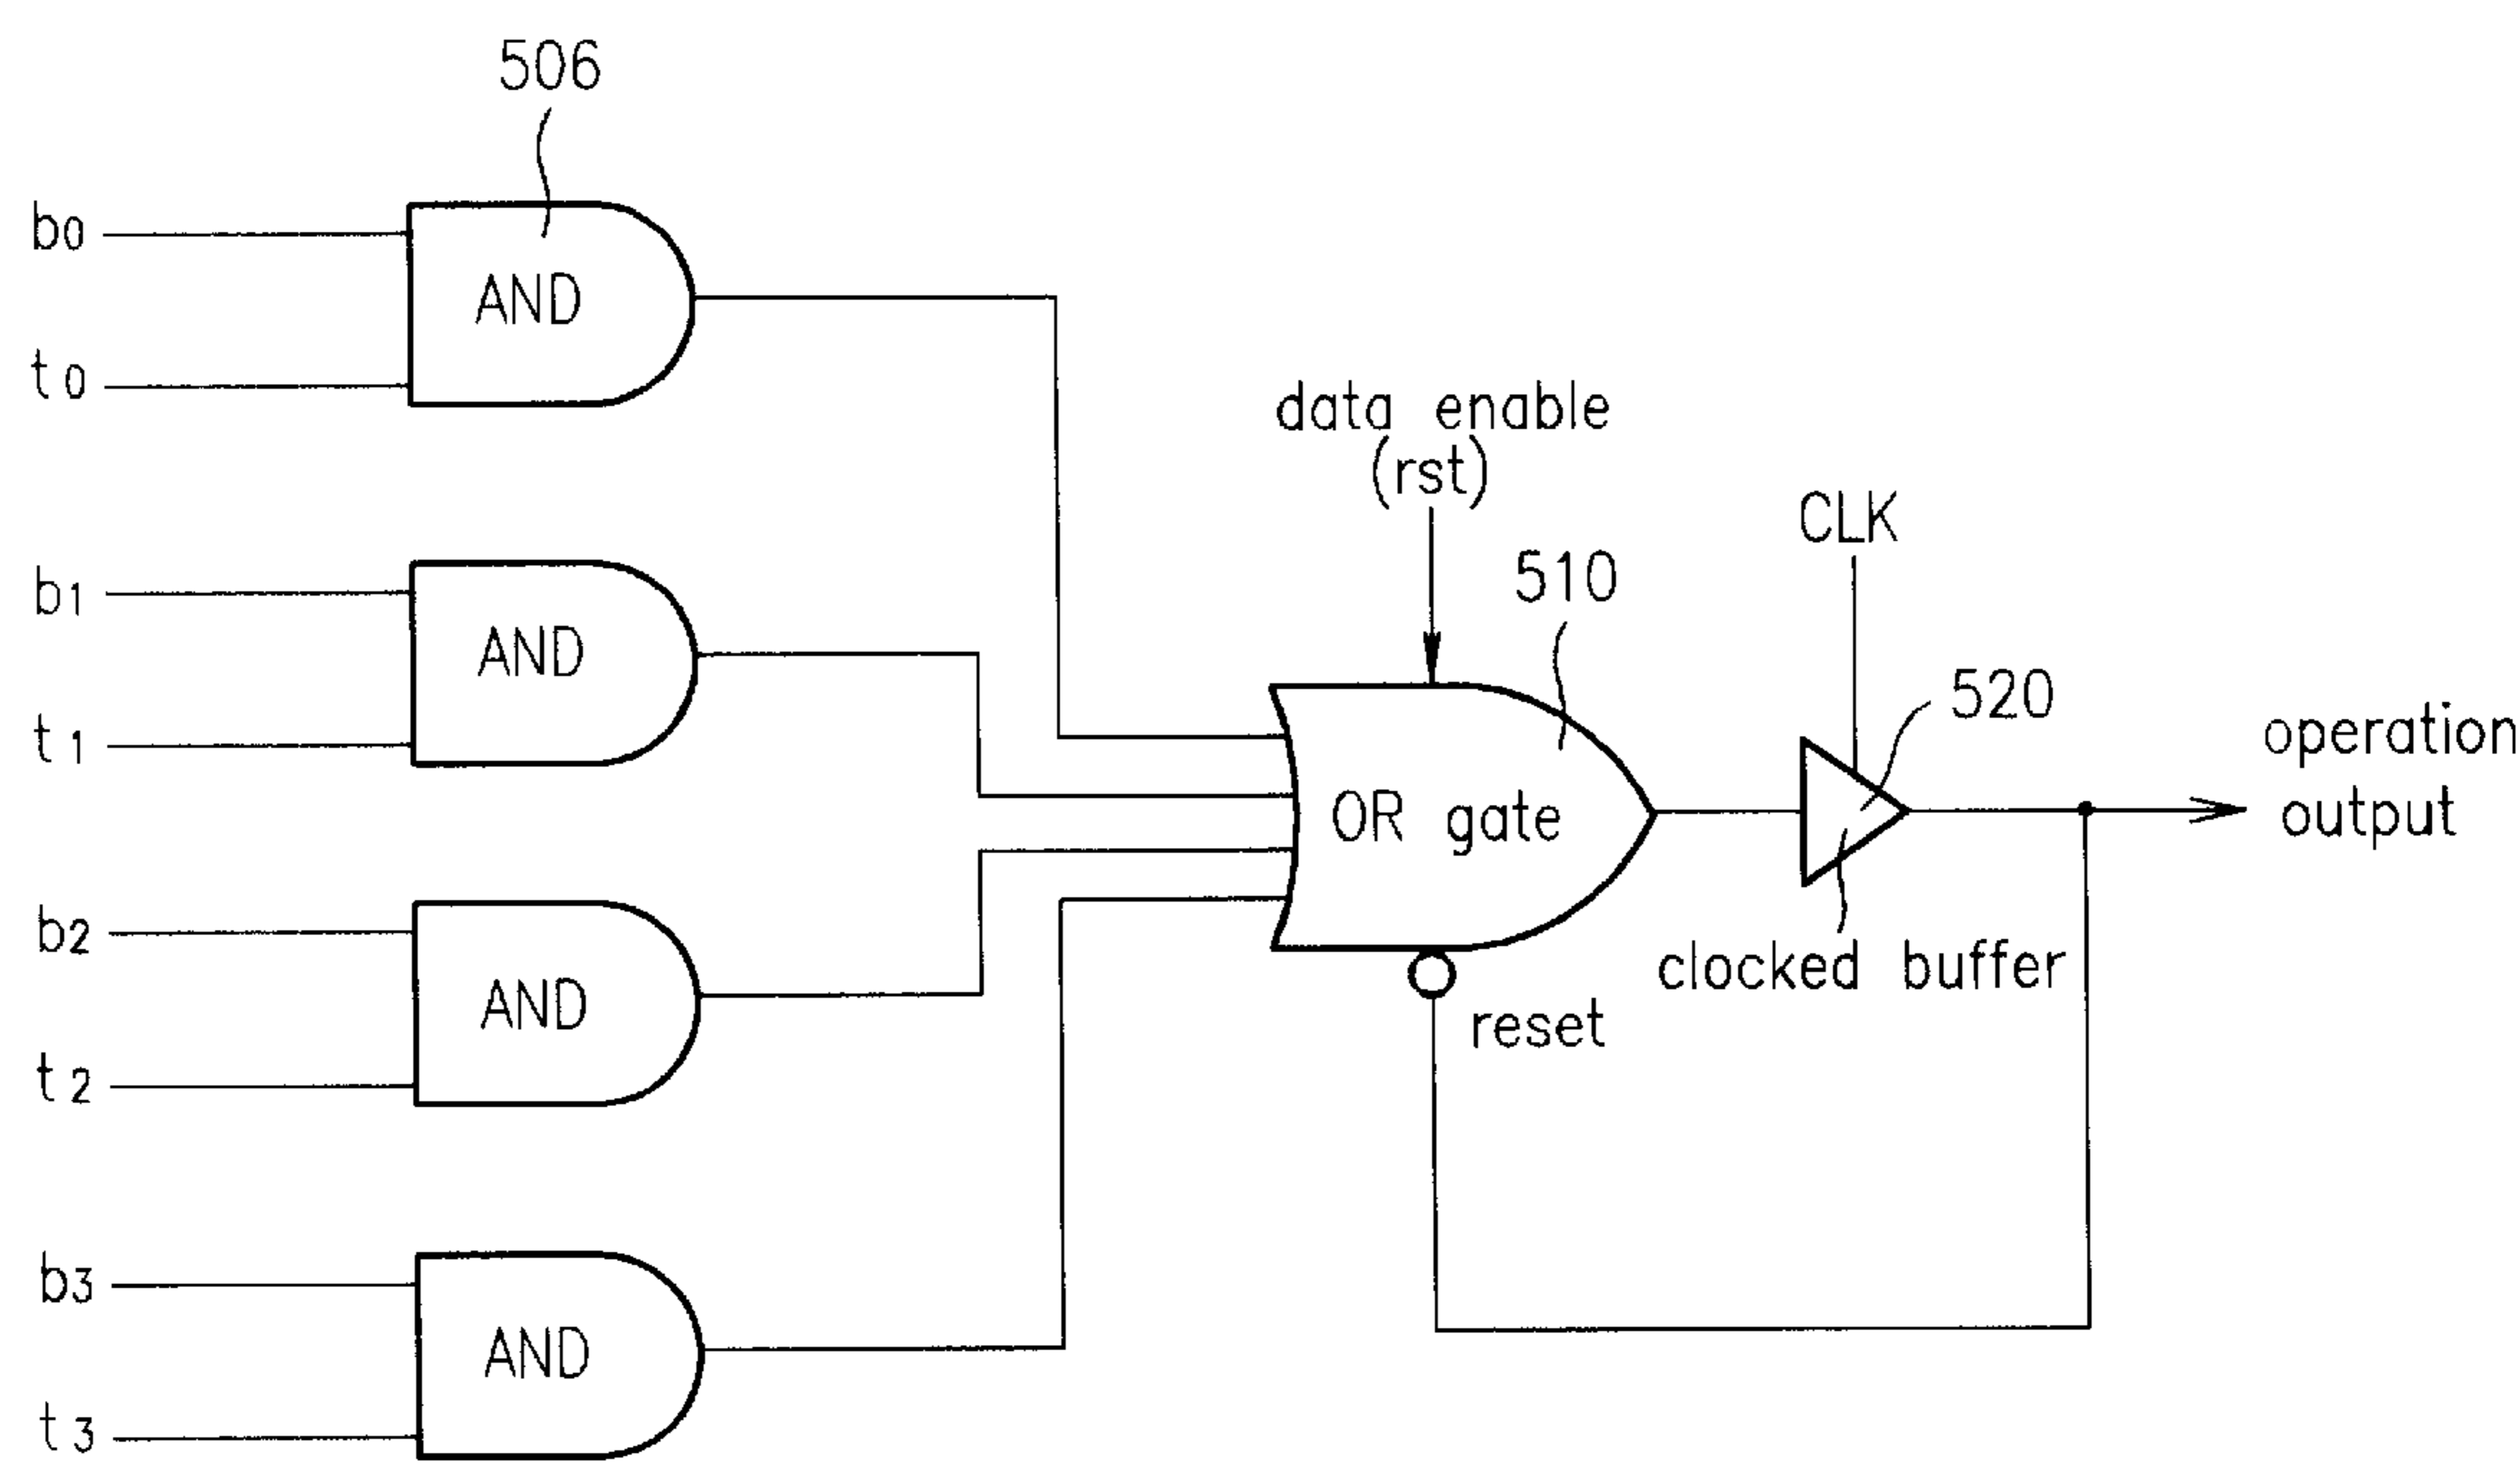 506
b0
AND
t0
data enable
(rst)
CLK
510
b1
AND
t1
520
operation
output
OR gate
b2
AND
t2
clocked buffer
reset
b3
AND
t3